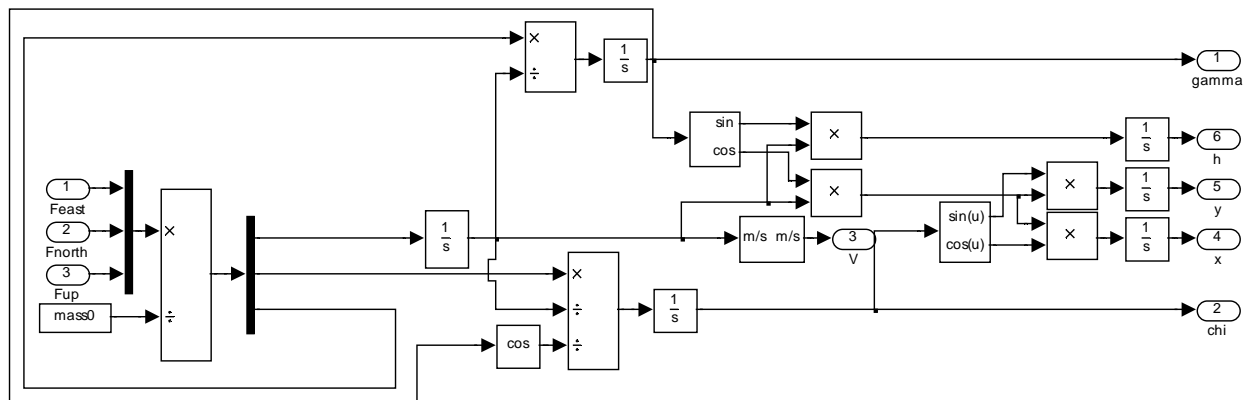 ×
÷
1
s
1
gamma
sin
cos
×
1
s
6
h
1
Feast
2
Fnorth
3
Fup
mass0
×
÷
1
s
×
m/s m/s
3
V
sin(u)
cos(u)
×
1
s
5
y
×
1
s
4
x
×
÷
÷
cos
1
s
2
chi